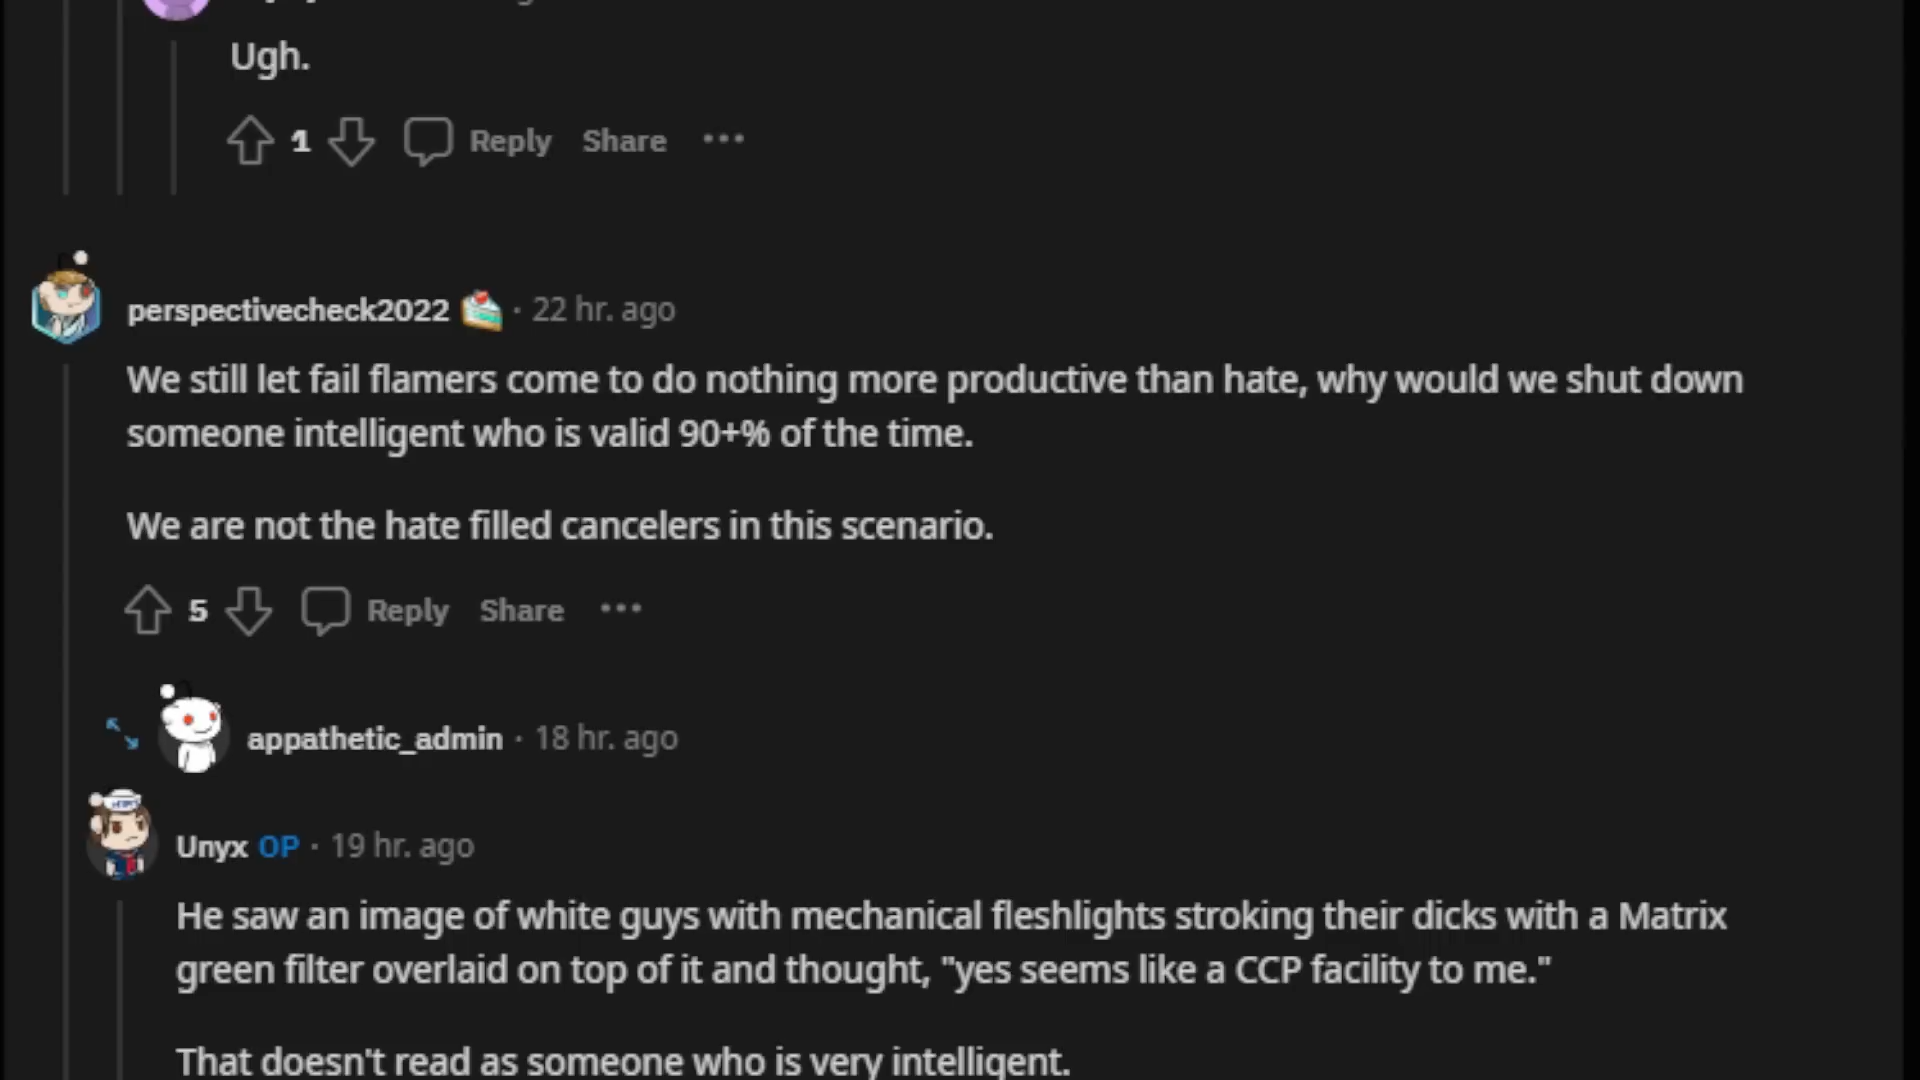 Ugh.
1 Reply Share ...
perspectivecheck2022 · 22 hr. ago
We still let fail flamers come to do nothing more productive than hate, why would we shut down
someone intelligent who is valid 90+% of the time.
We are not the hate filled cancelers in this scenario.
5 Reply Share ...
appathetic_admin · 18 hr. ago
Unyx OP · 19 hr. ago
He saw an image of white guys with mechanical fleshlights stroking their dicks with a Matrix
green filter overlaid on top of it and thought, "yes seems like a CCP facility to me."
That doesn't read as someone who is very intelligent.